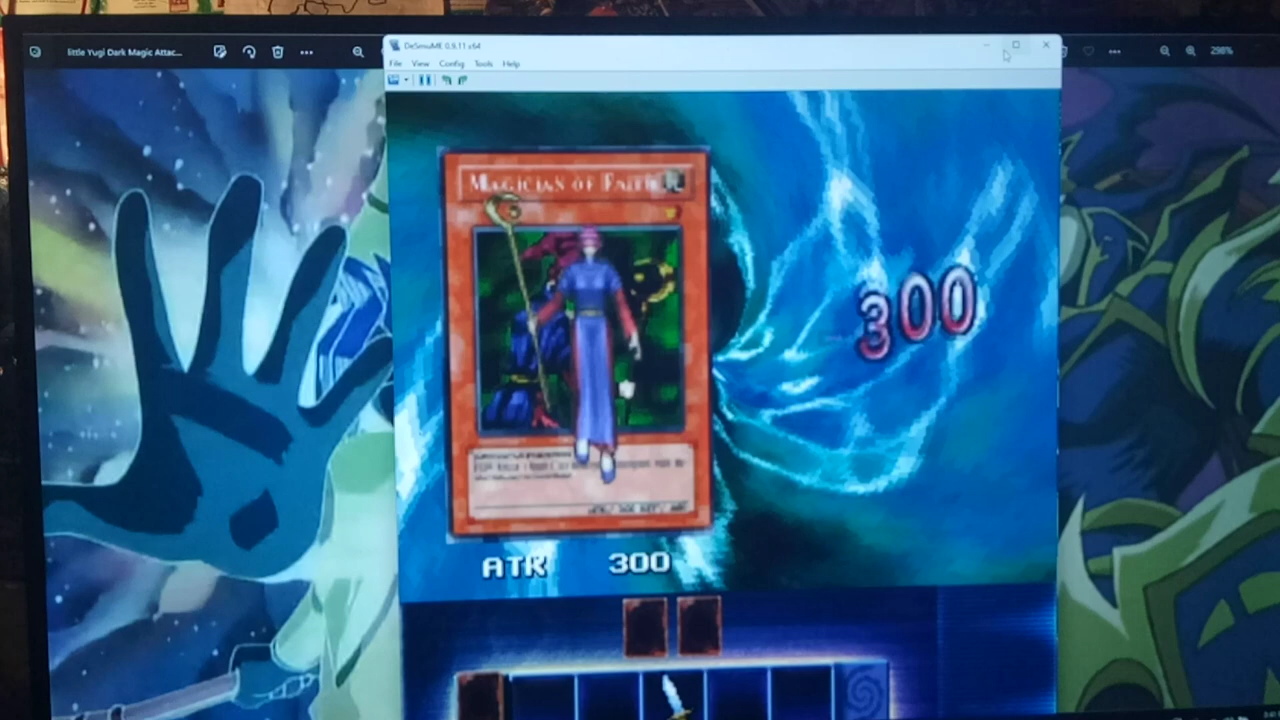 little Yugi Dark Magic Attac...
DeSmuME 0.9.11 x64
298%
File View Config Tools Help
MAGICIAN OF FAITH
300
ATK 300